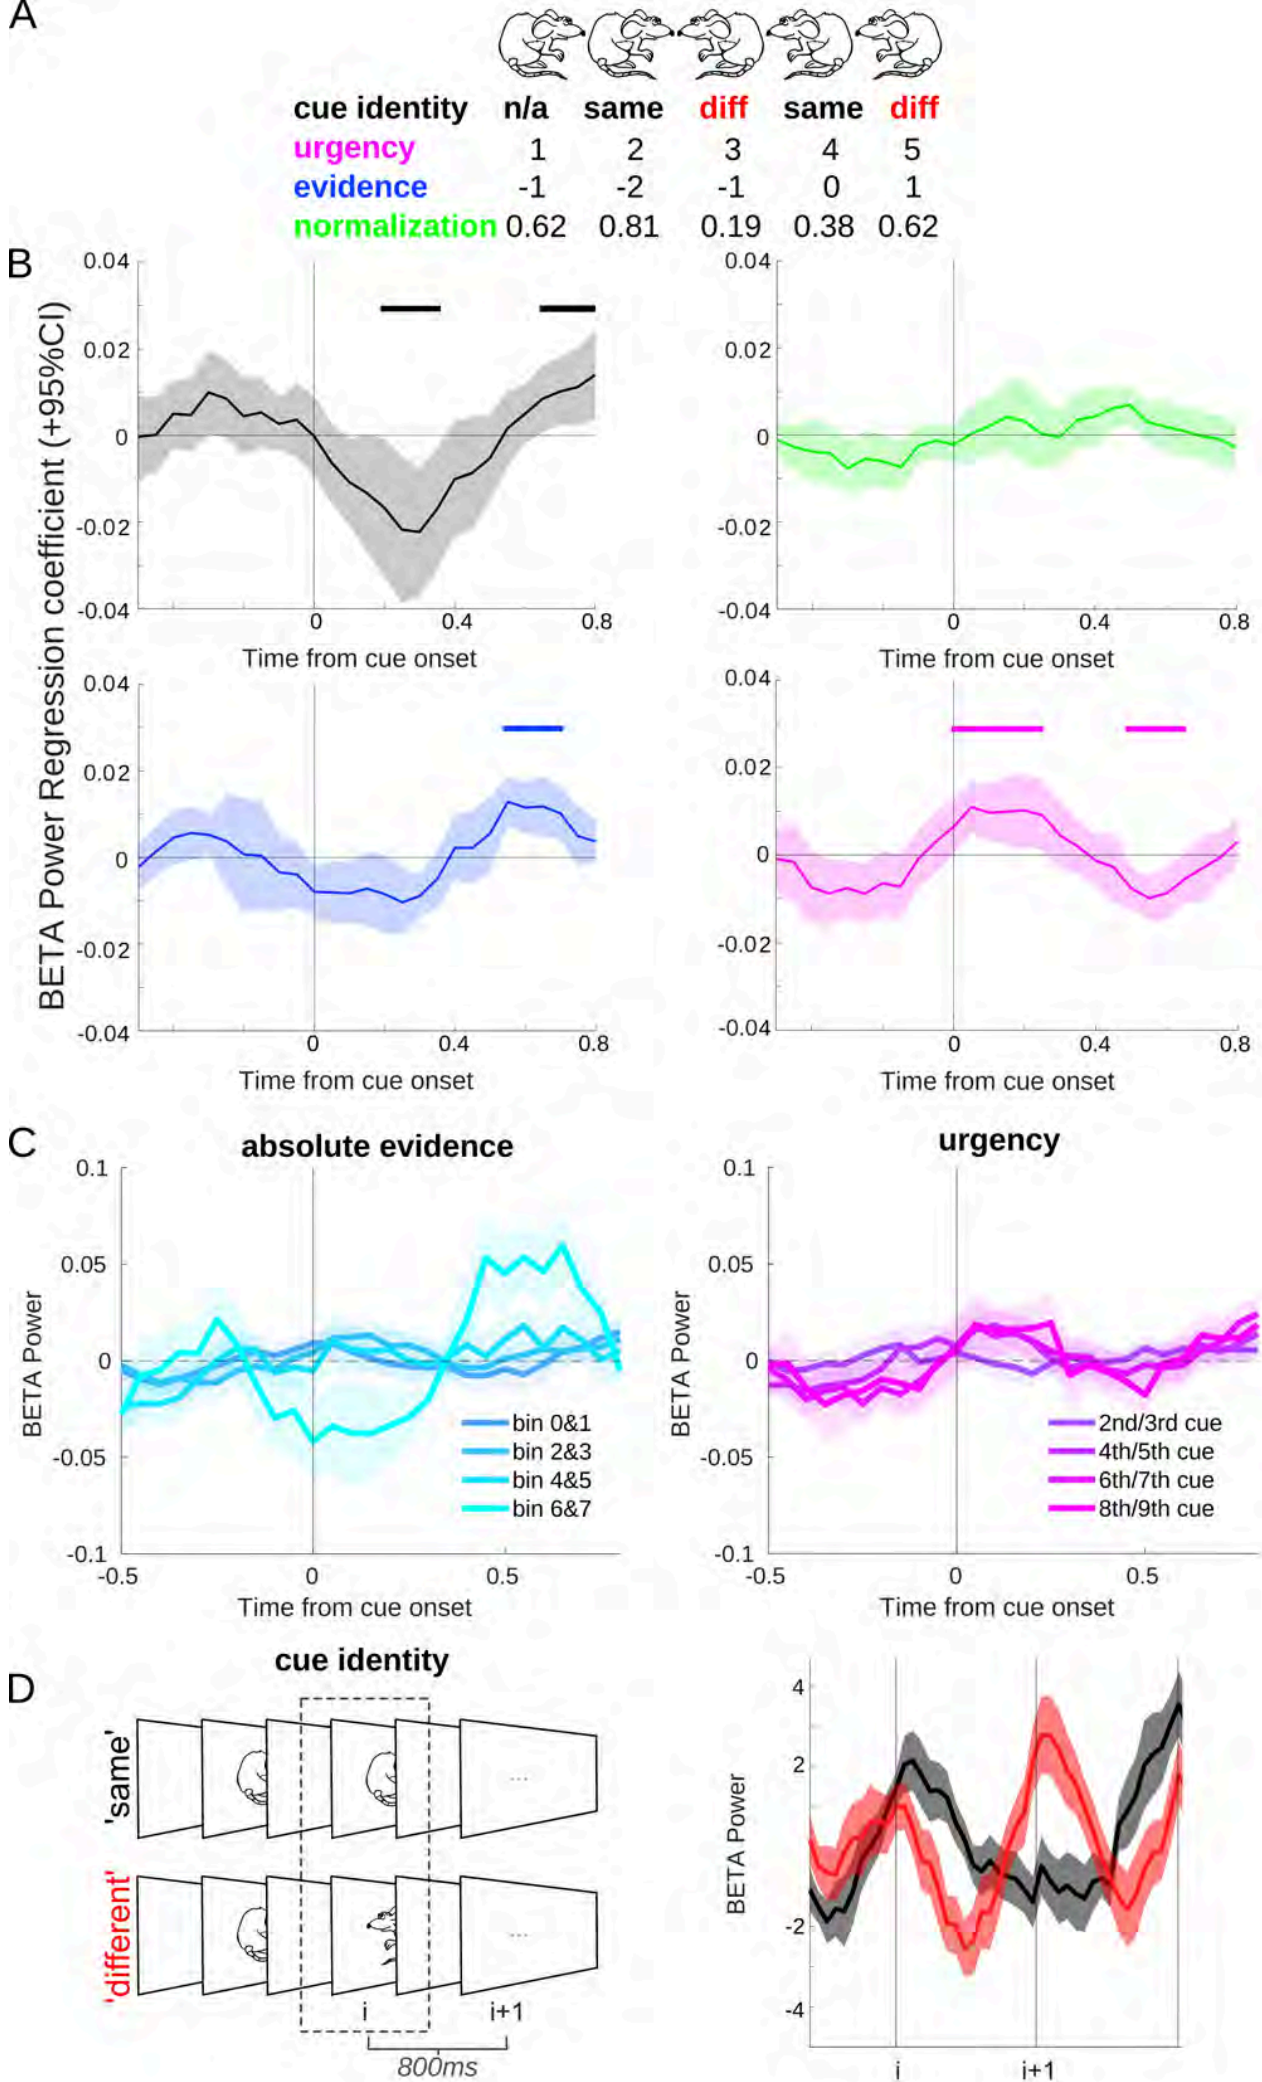 A
cue identity n/a same diff same diff
urgency 1 2 3 4 5
evidence -1 -2 -1 0 1
normalization 0.62 0.81 0.19 0.38 0.62
B
BETA Power Regression coefficient (+95%CI)
0.04
0.02
0
-0.02
-0.04
0 0.4 0.8
Time from cue onset
0.04
0.02
0
-0.02
-0.04
0 0.4 0.8
Time from cue onset
0.04
0.02
0
-0.02
-0.04
0 0.4 0.8
Time from cue onset
0.04
0.02
0
-0.02
-0.04
0 0.4 0.8
Time from cue onset
C
absolute evidence
BETA Power
0.1
0.05
0
-0.05
-0.1
bin 0&1
bin 2&3
bin 4&5
bin 6&7
-0.5 0 0.5
Time from cue onset
urgency
BETA Power
0.1
0.05
0
-0.05
-0.1
2nd/3rd cue
4th/5th cue
6th/7th cue
8th/9th cue
-0.5 0 0.5
Time from cue onset
D
cue identity
'same'
...
'different'
...
i i+1
800ms
BETA Power
4
2
-2
-4
i i+1